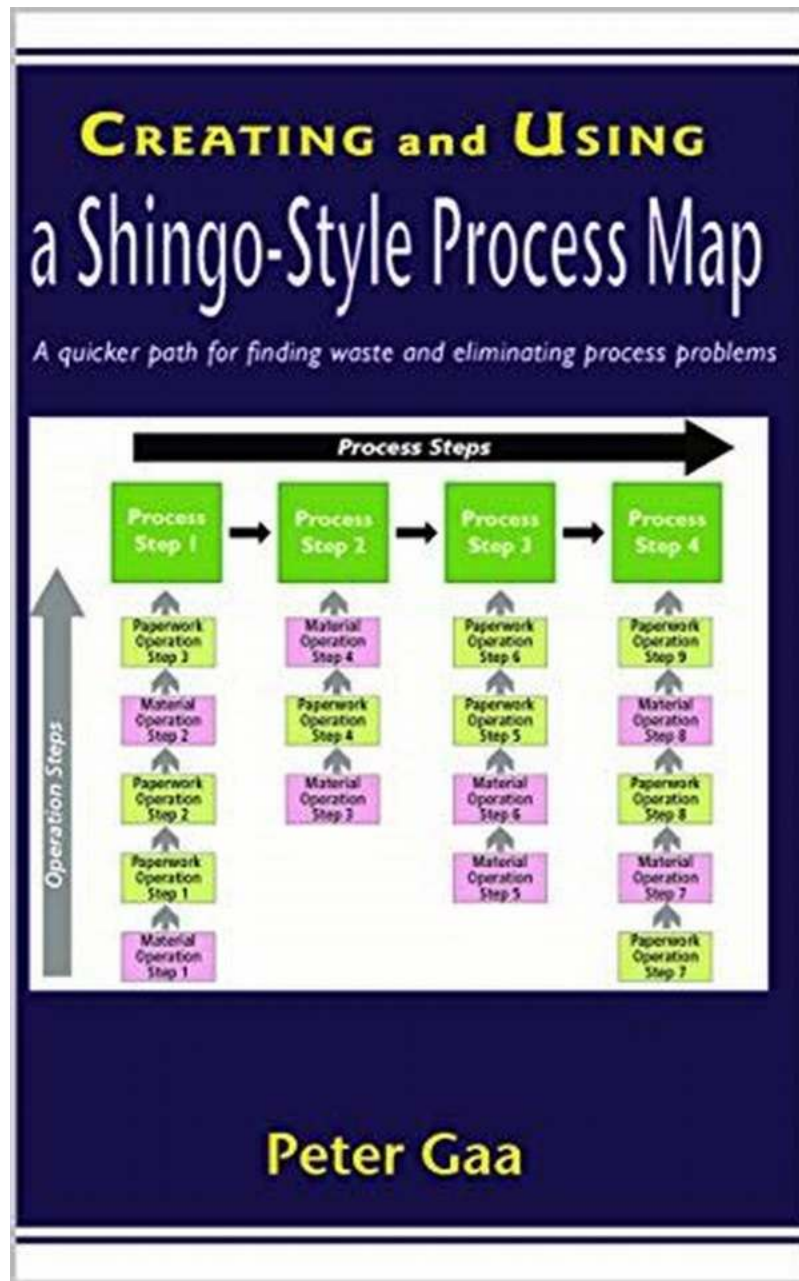 CREATING and USING
a Shingo-Style Process Map
A quicker path for finding waste and eliminating process problems
Process Steps
Process
Step 1
Process
Step 2
Process
Step 3
Process
Step 4
Operation Steps
Paperwork
Operation
Step 3
Material
Operation
Step 2
Paperwork
Operation
Step 2
Paperwork
Operation
Step 1
Material
Operation
Step 1
Material
Operation
Step 4
Paperwork
Operation
Step 4
Material
Operation
Step 3
Paperwork
Operation
Step 6
Paperwork
Operation
Step 5
Material
Operation
Step 6
Material
Operation
Step 5
Paperwork
Operation
Step 9
Material
Operation
Step 8
Paperwork
Operation
Step 8
Material
Operation
Step 7
Paperwork
Operation
Step 7
Peter Gaa